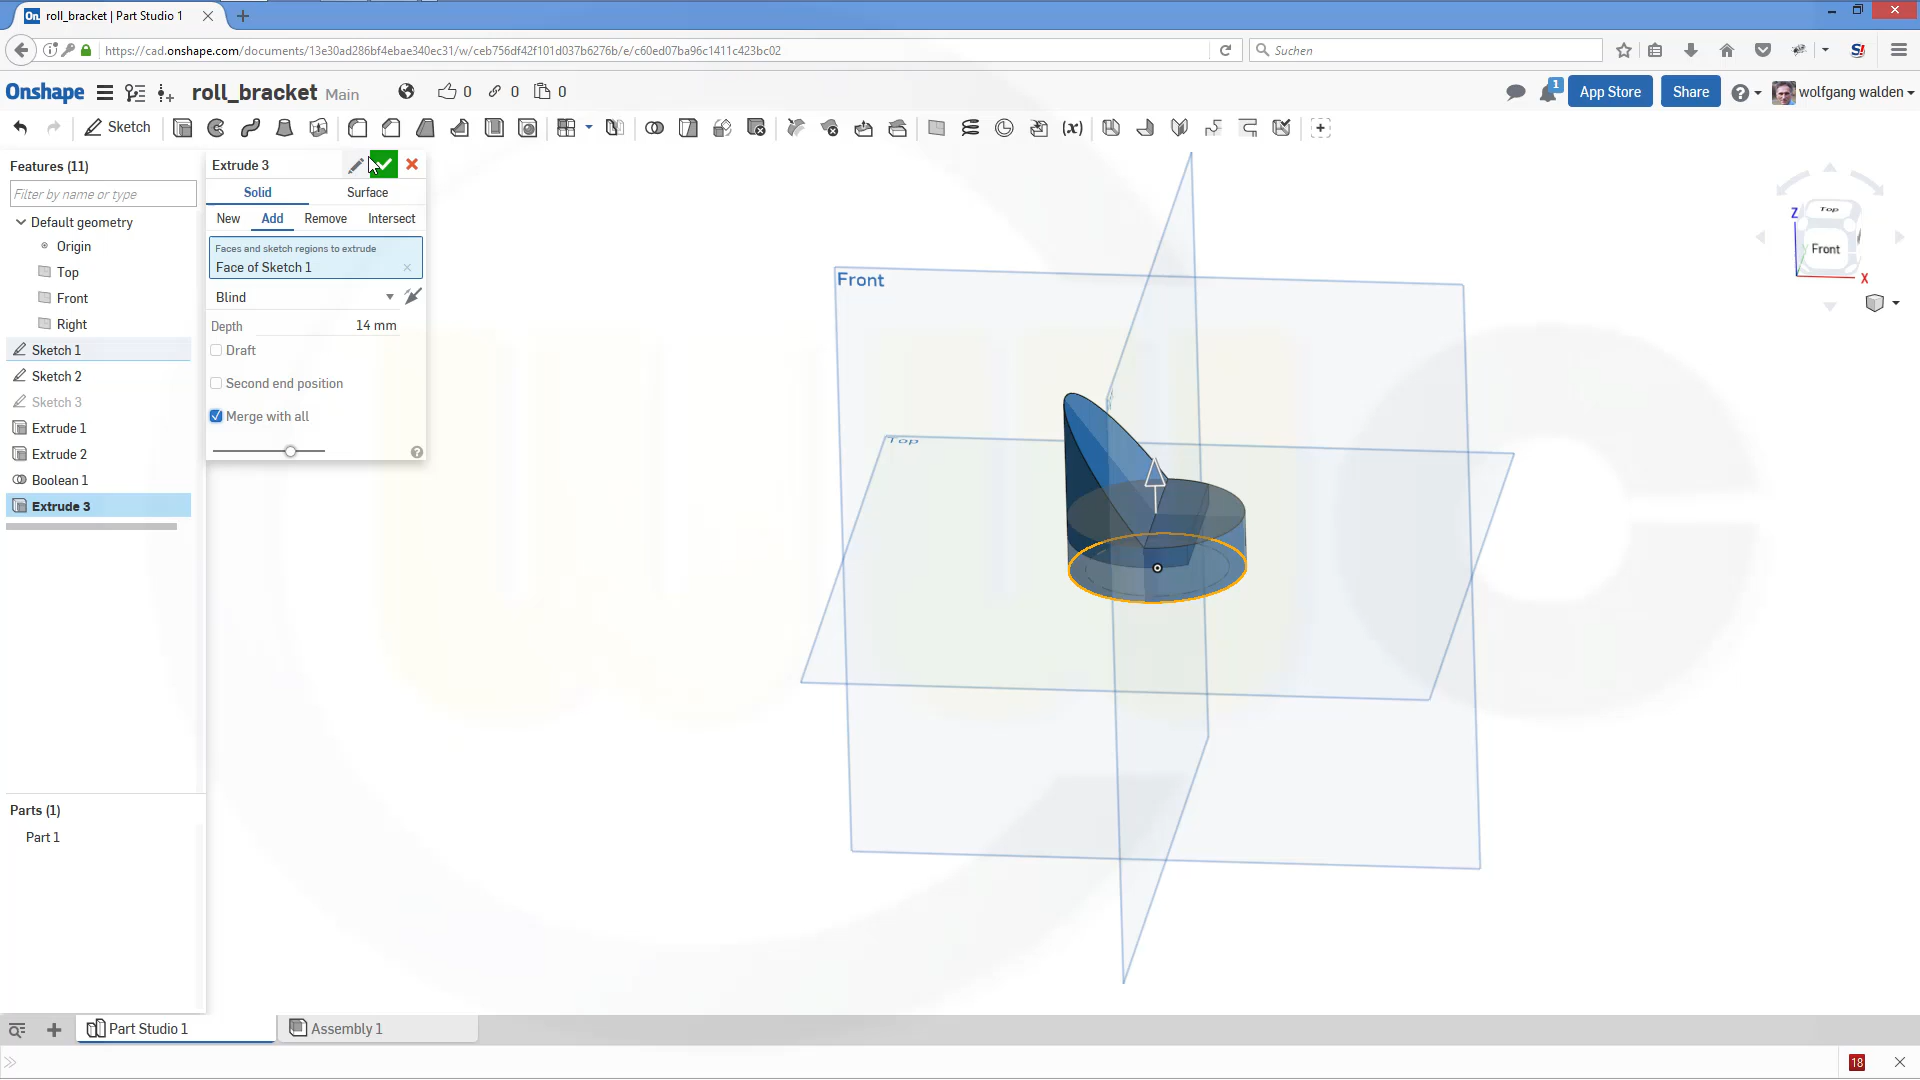 On roll_bracket | Part Studio 1
https://cad.onshape.com/documents/13e30ad286bf4ebae340ec31/w/ceb756df42f101d037b6276b/e/c60ed07ba96c1411c423bc02
Suchen
Onshape roll_bracket Main 0 0 0 1 App Store Share wolfgang walden
Sketch (x)
Features (11)
Filter by name or type
Default geometry
Origin
Top
Front
Right
Sketch 1
Sketch 2
Sketch 3
Extrude 1
Extrude 2
Boolean 1
Extrude 3
Parts (1)
Part 1
Extrude 3
Solid Surface
New Add Remove Intersect
Faces and sketch regions to extrude
Face of Sketch 1
Blind
Depth 14 mm
Draft
Second end position
Merge with all
Front
Top
Z
Top
Front
X
Part Studio 1 Assembly 1
18